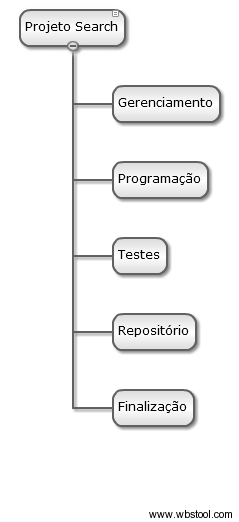 Projeto Search
Gerenciamento
Programação
Testes
Repositório
Finalização
www.wbstool.com